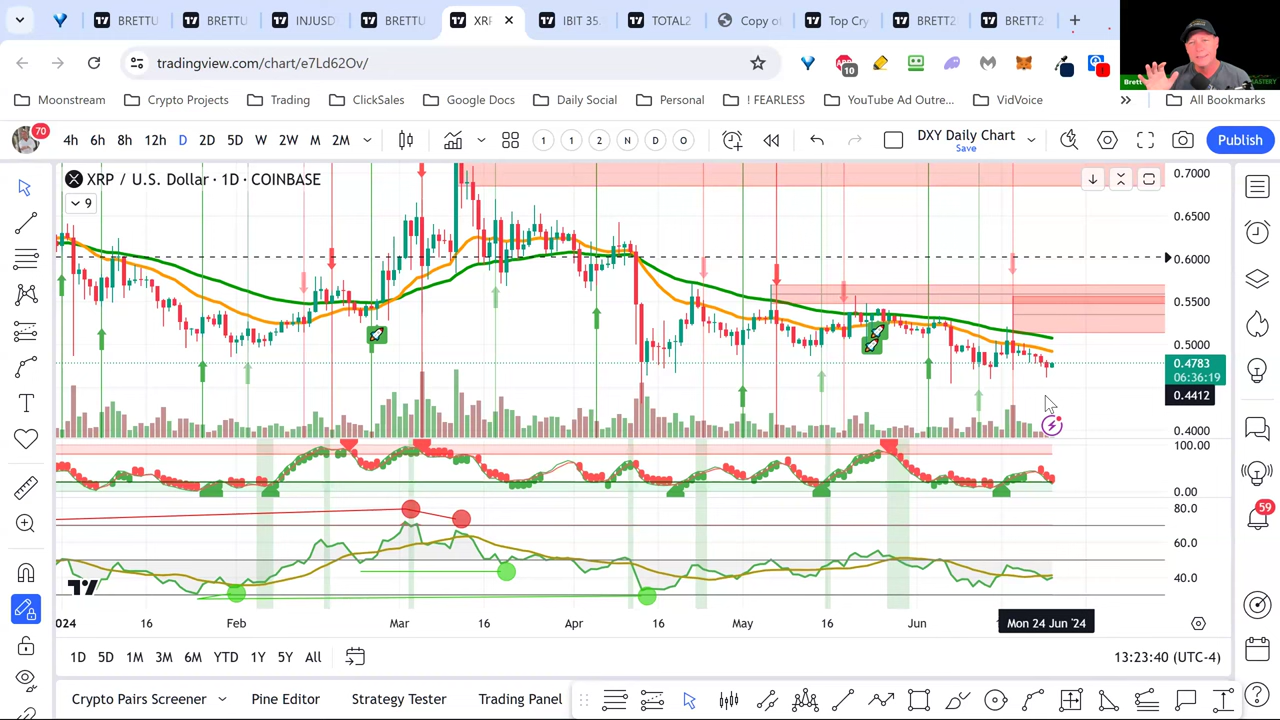 BRETTU
BRETTU
INJUSD
BRETTU
XRP
IBIT 35.
TOTAL2
Copy of
Top Cry
BRETT2
BRETT2
tradingview.com/chart/e7Ld62Ov/
10
Brett
Moonstream
Crypto Projects
Trading
ClickSales
Google Docs
Daily Social
Personal
! FEARLESS
YouTube Ad Outre...
VidVoice
All Bookmarks
70
4h 6h 8h 12h D 2D 5D W 2W M 2M
1 1 2 N D O
DXY Daily Chart
Save
Publish
XRP / U.S. Dollar · 1D · COINBASE
9
0.7000
0.6500
0.6000
0.5500
0.5000
0.4783
06:36:19
0.4412
0.4000
100.00
0.00
80.0
60.0
40.0
59
024 16 Feb Mar 16 Apr 16 May 16 Jun
Mon 24 Jun '24
1D 5D 1M 3M 6M YTD 1Y 5Y All
13:23:40 (UTC-4)
Crypto Pairs Screener
Pine Editor
Strategy Tester
Trading Panel